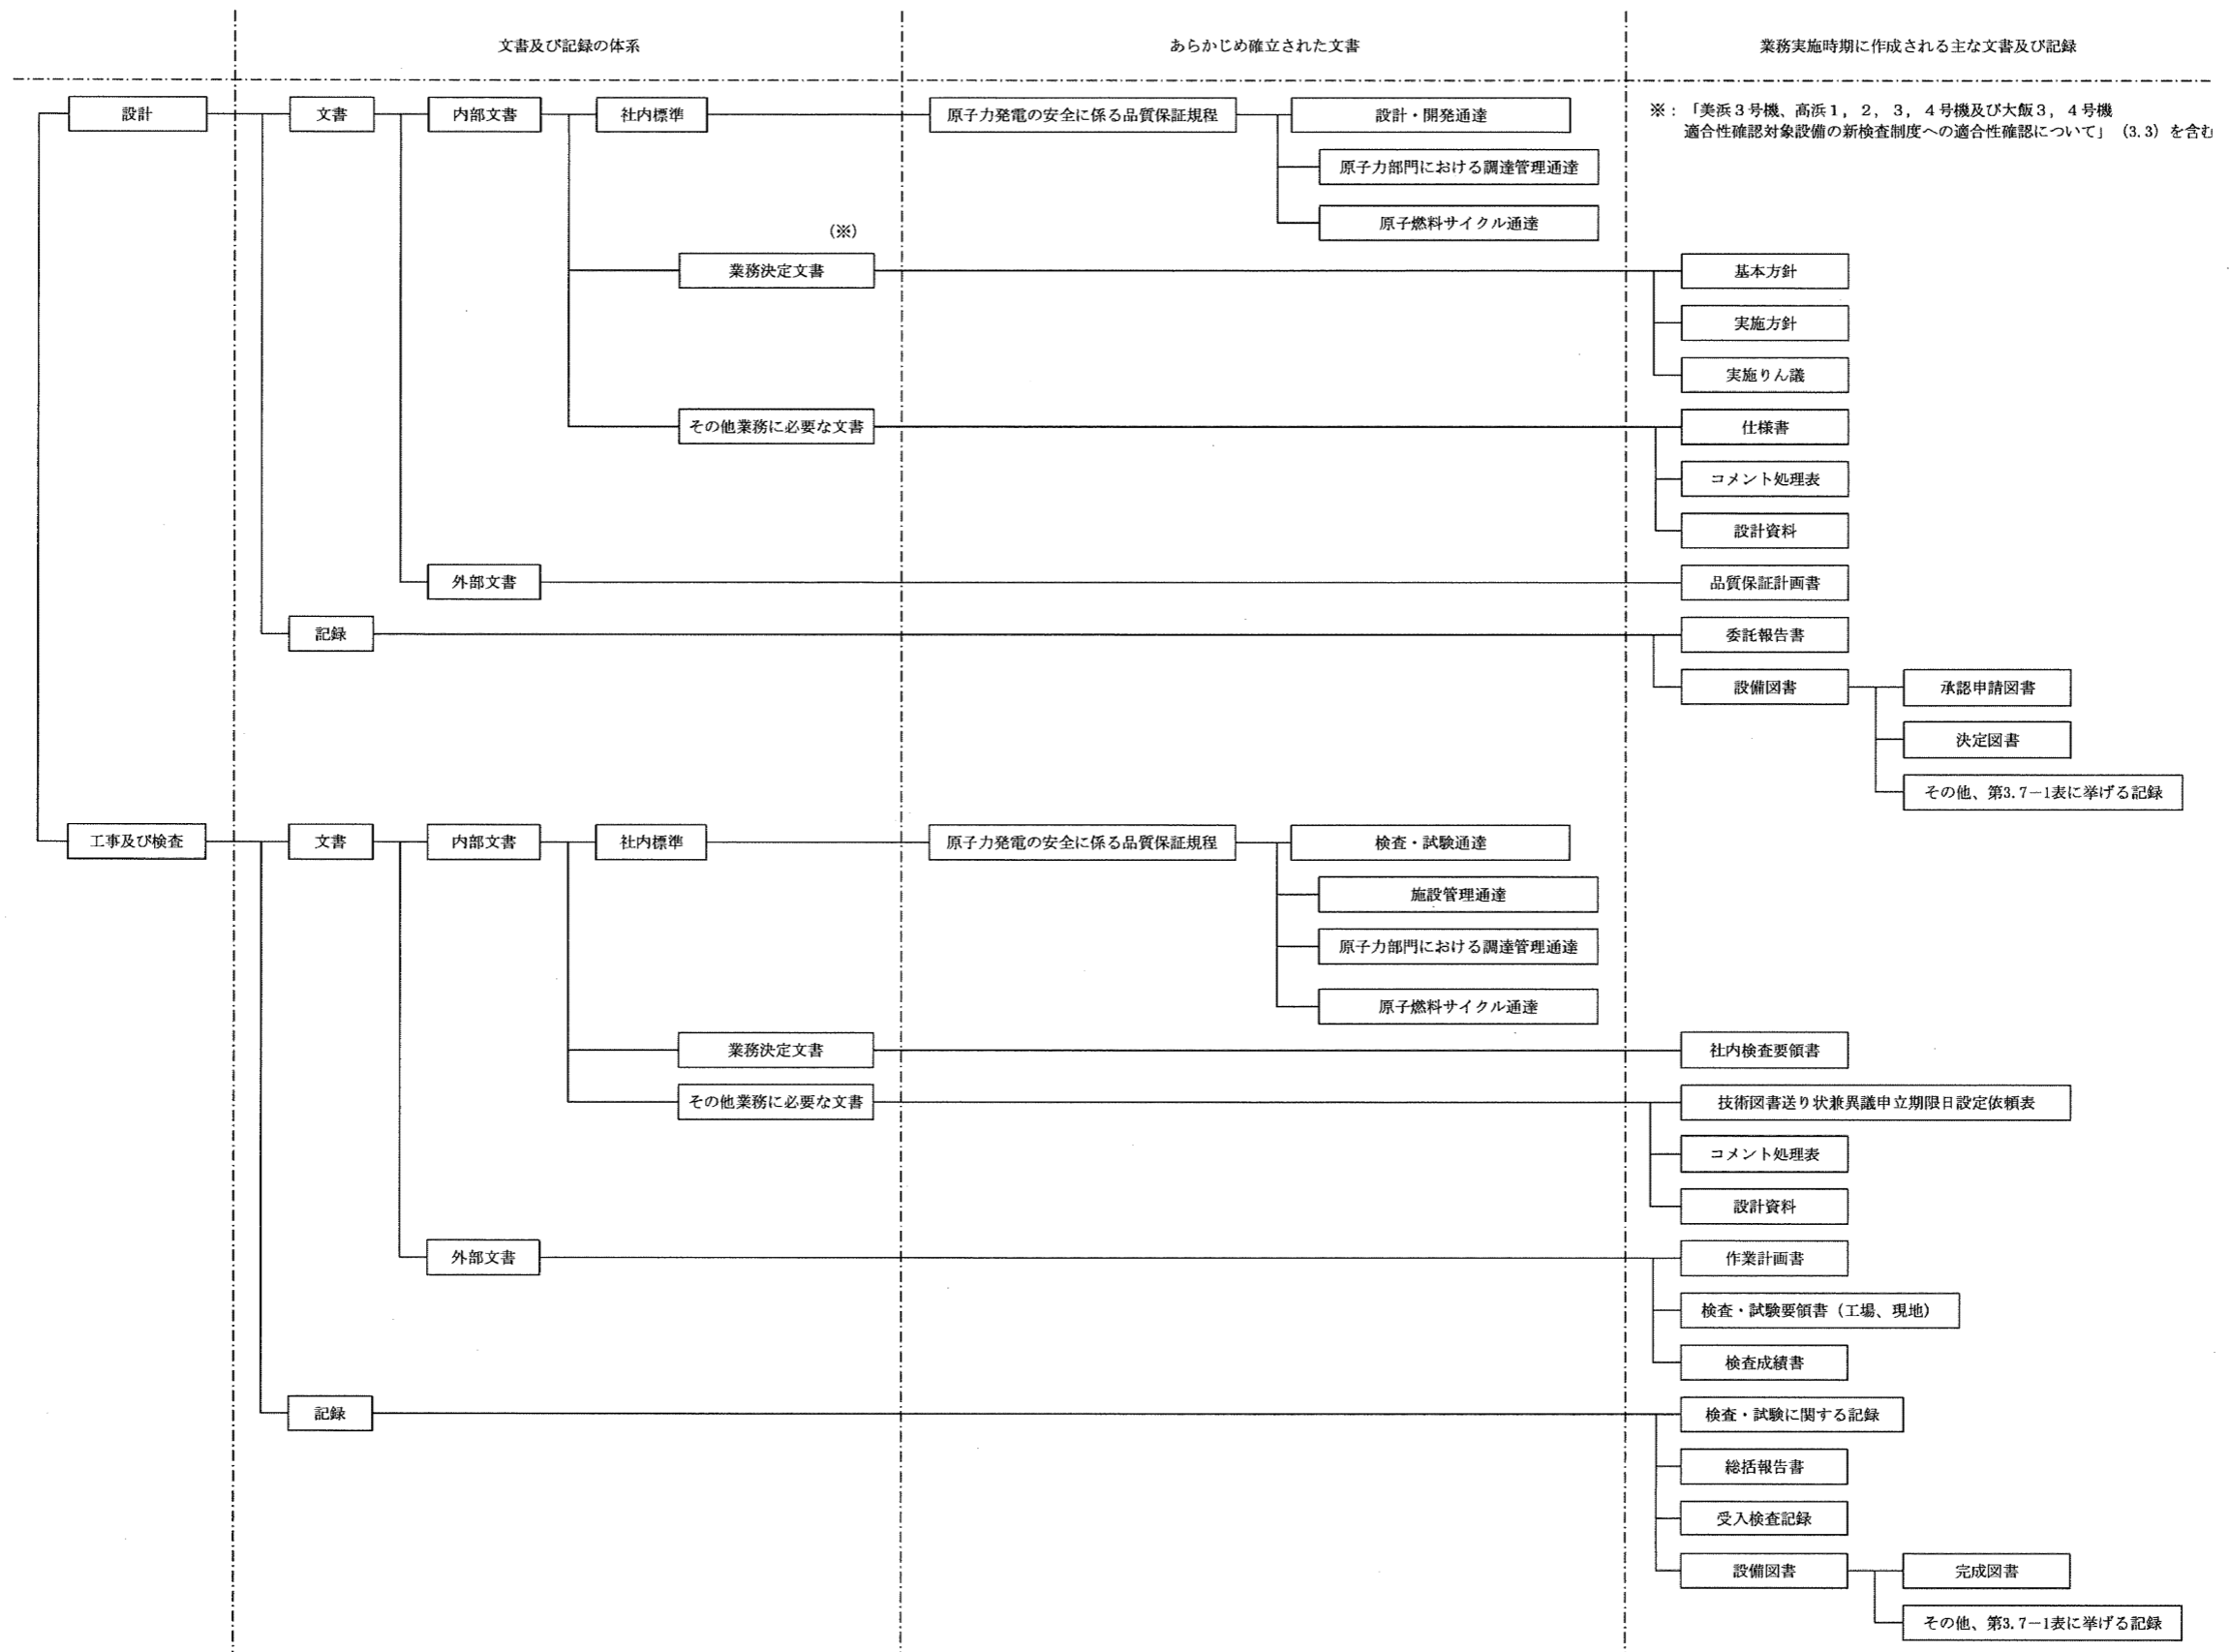 文書及び記録の体系
あらかじめ確立された文書
業務実施時期に作成される主な文書及び記録
設計
文書
内部文書
社内標準
原子力発電の安全に係る品質保証規程
設計・開発通達
※：「美浜３号機、高浜１，２，３，４号機及び大飯３，４号機
適合性確認対象設備の新検査制度への適合性確認について」（3.3）を含む
原子力部門における調達管理通達
原子燃料サイクル通達
（※）
業務決定文書
基本方針
実施方針
実施りん議
その他業務に必要な文書
仕様書
コメント処理表
設計資料
外部文書
品質保証計画書
記録
委託報告書
設備図書
承認申請図書
決定図書
その他、第3.7－1表に挙げる記録
工事及び検査
文書
内部文書
社内標準
原子力発電の安全に係る品質保証規程
検査・試験通達
施設管理通達
原子力部門における調達管理通達
原子燃料サイクル通達
業務決定文書
社内検査要領書
その他業務に必要な文書
技術図書送り状兼異議申立期限日設定依頼表
コメント処理表
設計資料
外部文書
作業計画書
検査・試験要領書（工場、現地）
検査成績書
記録
検査・試験に関する記録
総括報告書
受入検査記録
設備図書
完成図書
その他、第3.7－1表に挙げる記録